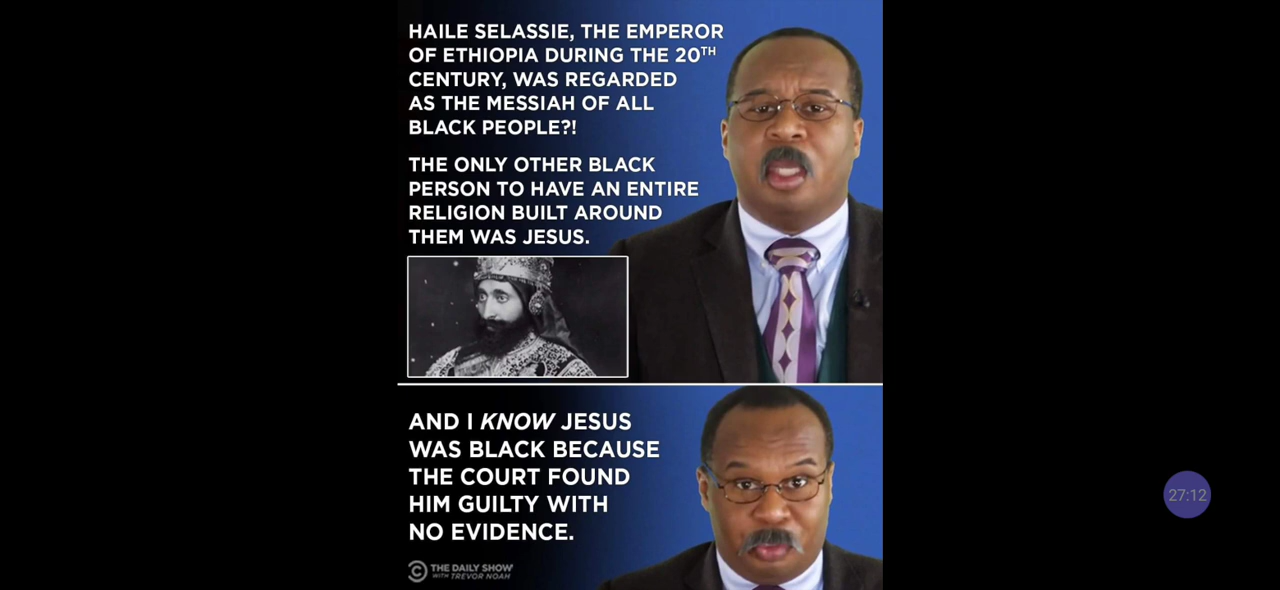 HAILE SELASSIE, THE EMPEROR
OF ETHIOPIA DURING THE 20TH
CENTURY, WAS REGARDED
AS THE MESSIAH OF ALL
BLACK PEOPLE?!
THE ONLY OTHER BLACK
PERSON TO HAVE AN ENTIRE
RELIGION BUILT AROUND
THEM WAS JESUS.
AND I KNOW JESUS
WAS BLACK BECAUSE
THE COURT FOUND
HIM GUILTY WITH
NO EVIDENCE.
THE DAILY SHOW
WITH TREVOR NOAH
27:12